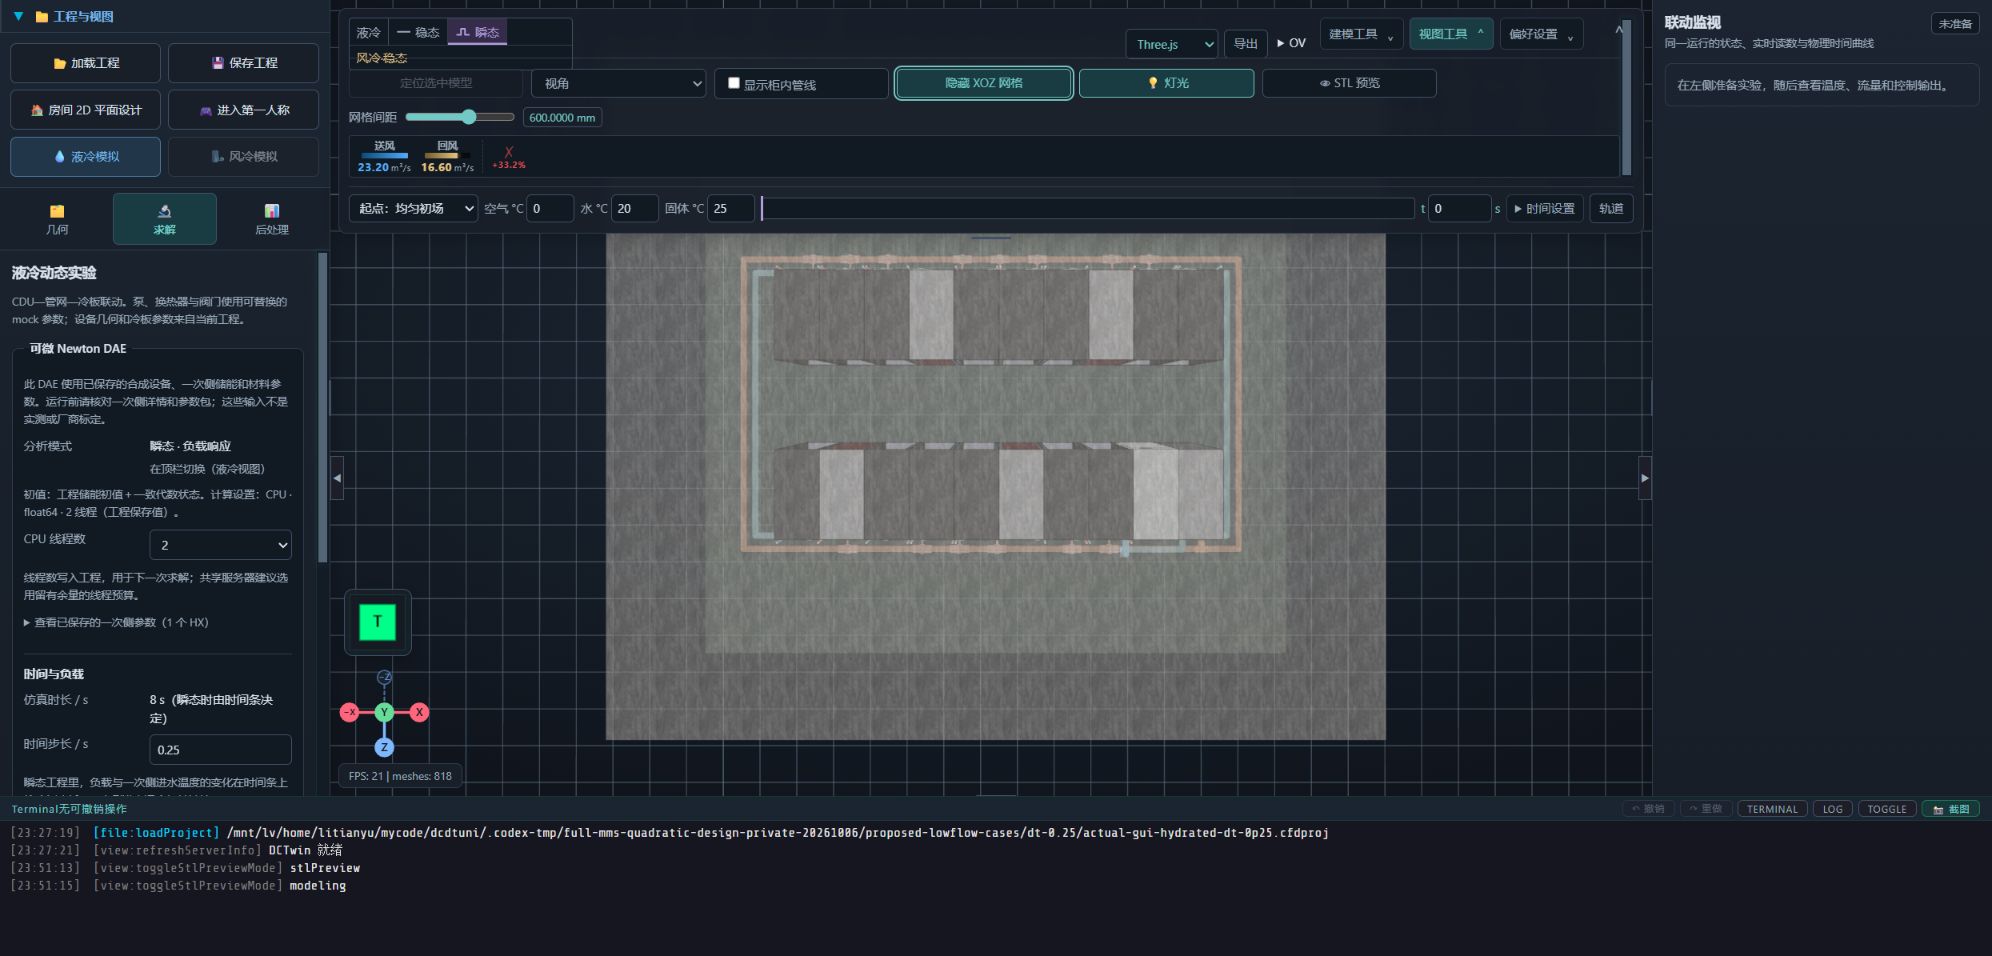 ▼ 📁 工程与视图
📂 加载工程
💾 保存工程
🏠 房间 2D 平面设计
🎮 进入第一人称
💧 液冷模拟
风冷模拟
几何
求解
后处理
液冷动态实验
CDU—管网—冷板联动。泵、换热器与阀门使用可替换的
mock 参数；设备几何和冷板参数来自当前工程。
可微 Newton DAE
此 DAE 使用已保存的合成设备、一次侧储能和材料参
数。运行前请核对一次侧详情和参数包；这些输入不是
实测或厂商标定。
分析模式
瞬态 · 负载响应
在顶栏切换（液冷视图）
初值：工程储能初值 + 一致代数状态。计算设置：CPU ·
float64 · 2 线程（工程保存值）。
CPU 线程数
2
线程数写入工程，用于下一次求解；共享服务器建议选
用留有余量的线程预算。
▶ 查看已保存的一次侧参数（1 个 HX）
时间与负载
仿真时长 / s
8 s（瞬态时由时间条决
定）
时间步长 / s
0.25
瞬态工程里，负载与一次侧进水温度的变化在时间条上
液冷
稳态
瞬态
风冷·稳态
Three.js
导出
▶ OV
建模工具
视图工具
偏好设置
定位选中模型
视角
显示柜内管线
隐藏 XOZ 网格
💡 灯光
👁 STL 预览
网格间距
600.0000 mm
送风
23.20 m³/s
回风
16.60 m³/s
+33.2%
起点：均匀初场
空气 °C
0
水 °C
20
固体 °C
25
t
0
s
▶ 时间设置
轨道
◀
▶
T
-Z
-X
Y
X
Z
FPS: 21 | meshes: 818
联动监视
未准备
同一运行的状态、实时读数与物理时间曲线
在左侧准备实验，随后查看温度、流量和控制输出。
Terminal无可撤销操作
↶ 撤销
↷ 重做
TERMINAL
LOG
TOGGLE
截图
[23:27:19] [file:loadProject] /mnt/lv/home/litianyu/mycode/dcdtuni/.codex-tmp/full-mms-quadratic-design-private-20261006/proposed-lowflow-cases/dt-0.25/actual-gui-hydrated-dt-0p25.cfdproj
[23:27:21] [view:refreshServerInfo] DCTwin 就绪
[23:51:13] [view:toggleStlPreviewMode] stlPreview
[23:51:15] [view:toggleStlPreviewMode] modeling